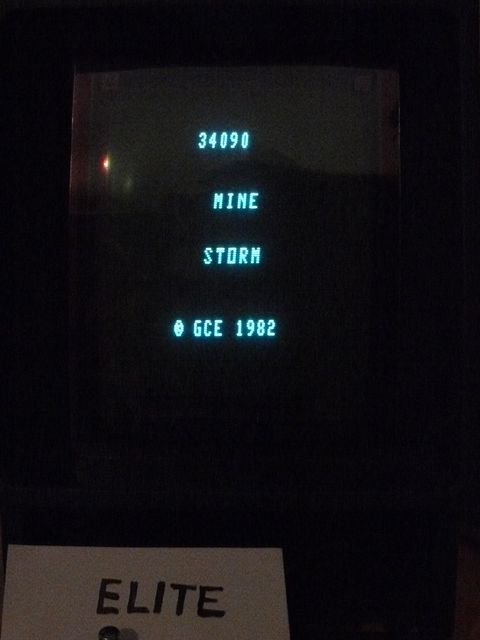 34090
MINE
STORM
© GCE 1982
ELITE